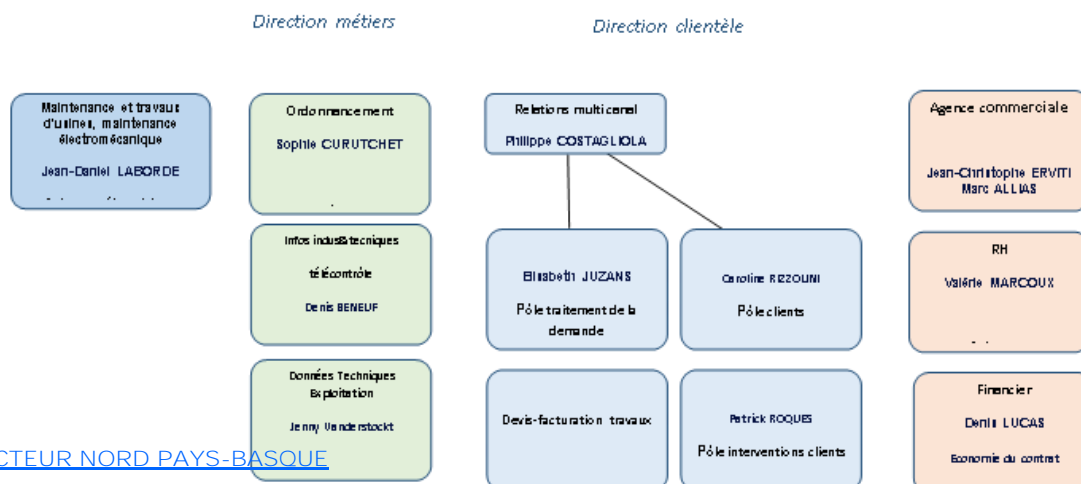 Direction métiers
Direction clientèle
Maintenance et travaux
d'usines, maintenance
électromécanique
Jean-Daniel LABORDE
Ordonnancement
Sophie CURUTCHET
Relations multicanal
Philippe COSTAGLIOLA
Agence commerciale
Jean-Christophe ERVITI
Marc ALLIAS
Infos indus&tecniques
télécontrôle
Denis BENEUF
Elisabeth JUZANS
Pôle traitement de la
demande
Caroline RIZZOUNI
Pôle clients
RH
Valérie MARCOUX
Données Techniques
Exploitation
Jenny Vanderstockt
Devis-facturation travaux
Patrick ROQUES
Pôle interventions clients
Financier
Denis LUCAS
Economie du contrat
CTEUR NORD PAYS-BASQUE